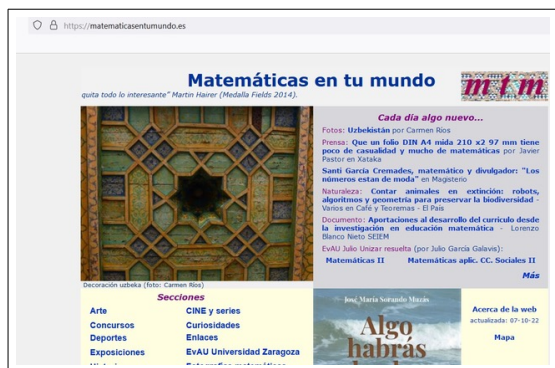 https://matematicasentumundo.es
Matemáticas en tu mundo
mtm
quita todo lo interesante" Martin Hairer (Medalla Fields 2014).
Cada día algo nuevo...
Fotos: Uzbekistán por Carmen Ríos
Prensa: Que un folio DIN A4 mida 210 x2 97 mm tiene
poco de casualidad y mucho de matemáticas por Javier
Pastor en Xataka
Santi García Cremades, matemático y divulgador: "Los
números estan de moda" en Magisterio
Naturaleza: Contar animales en extinción: robots,
algoritmos y geometría para preservar la biodiversidad -
Varios en Café y Teoremas - El País
Documento: Aportaciones al desarrollo del currículo desde
la investigación en educación matemática - Lorenzo
Blanco Nieto SEIEM
EvAU Julio Unizar resuelta (por Julio García Galavis):
Matemáticas II Matemáticas aplic. CC. Sociales II
Más
Decoración uzbeka (foto: Carmen Ríos)
Secciones
Arte
Concursos
Deportes
Exposiciones
CINE y series
Curiosidades
Enlaces
EvAU Universidad Zaragoza
José María Sorando Muzás
Algo
habrás
Acerca de la web
actualizada: 07-10-22
Mapa